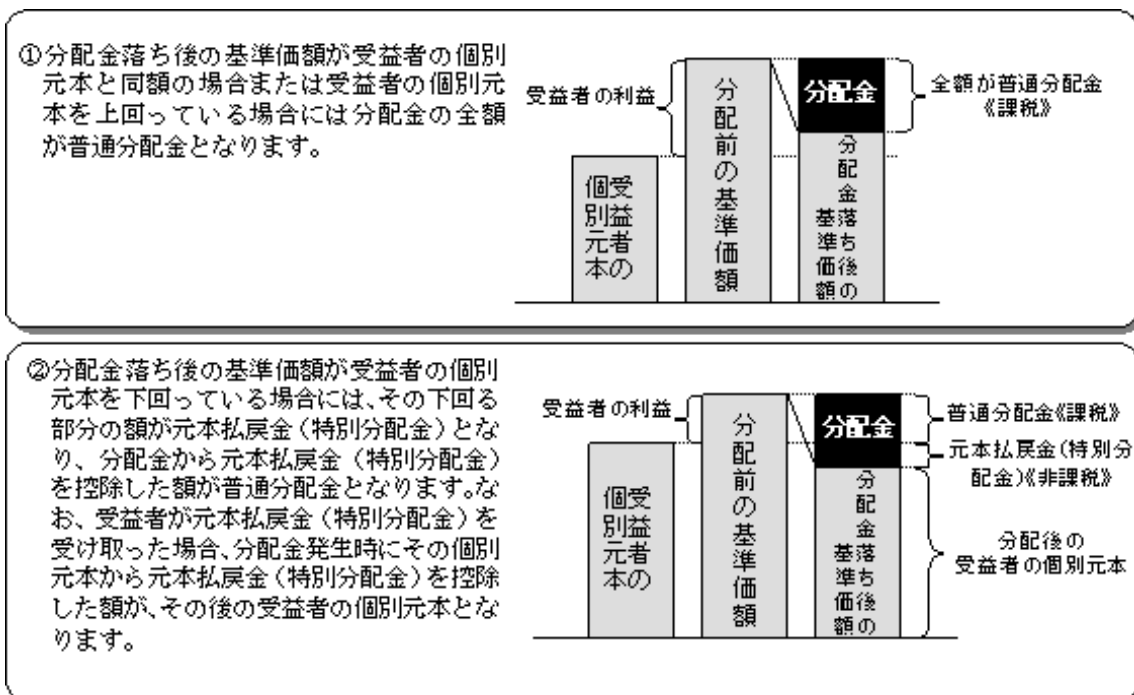 ①分配金落ち後の基準価額が受益者の個別
元本と同額の場合または受益者の個別元
本を上回っている場合には分配金の全額
が普通分配金となります。
受益者の利益
受益者の
個別元本
分配前の基準価額
分配金
分配金落ち後の
基準価額
全額が普通分配金
《課税》
②分配金落ち後の基準価額が受益者の個別
元本を下回っている場合には、その下回る
部分の額が元本払戻金(特別分配金)とな
り、分配金から元本払戻金(特別分配金)
を控除した額が普通分配金となります。な
お、受益者が元本払戻金(特別分配金)を
受け取った場合、分配金発生時にその個別
元本から元本払戻金(特別分配金)を控除
した額が、その後の受益者の個別元本とな
ります。
受益者の利益
受益者の
個別元本
分配前の基準価額
分配金
分配金落ち後の
基準価額
普通分配金《課税》
元本払戻金(特別分
配金)《非課税》
分配後の
受益者の個別元本